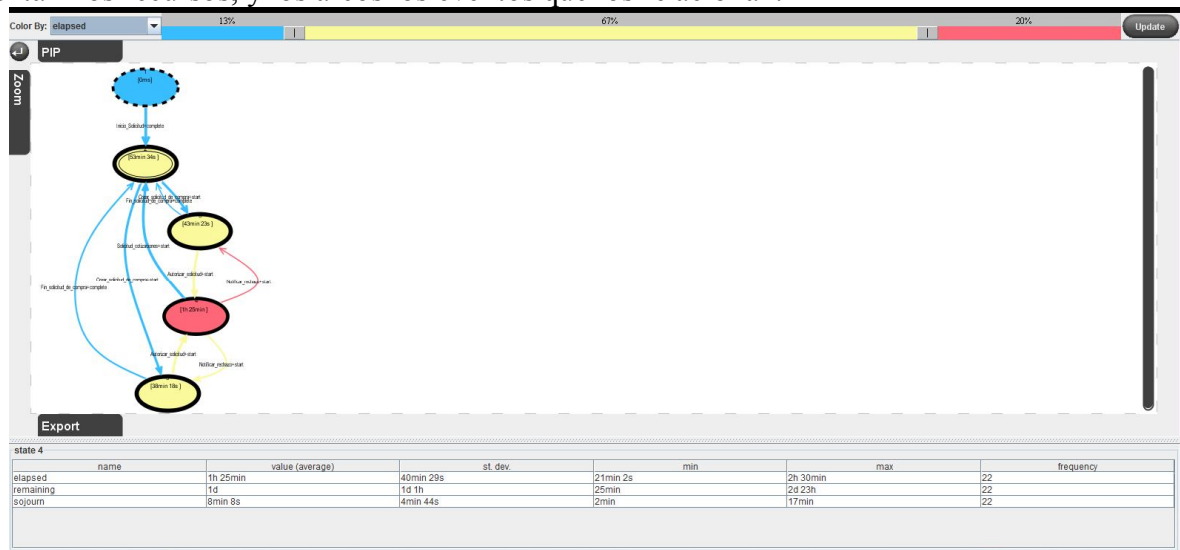 Color By: elapsed 13% 67% 20% Update
PIP
Zoom
[0ms]
Inicio_Solicitud+complete
[53min 34s ]
Crear_solicitud_de_compra+start
Fin_solicitud_de_compra+complete
[43min 23s ]
Solicitud_cotizaciones+start
Autorizar_solicitud+start
Crear_solicitud_de_compra+start
Notificar_rechazo+start
Fin_solicitud_de_compra+complete
[1h 25min ]
Autorizar_solicitud+start
Notificar_rechazo+start
[38min 18s ]
Export
state 4
name value (average) st. dev. min max frequency
elapsed 1h 25min 40min 29s 21min 2s 2h 30min 22
remaining 1d 1d 1h 25min 2d 23h 22
sojourn 8min 8s 4min 44s 2min 17min 22